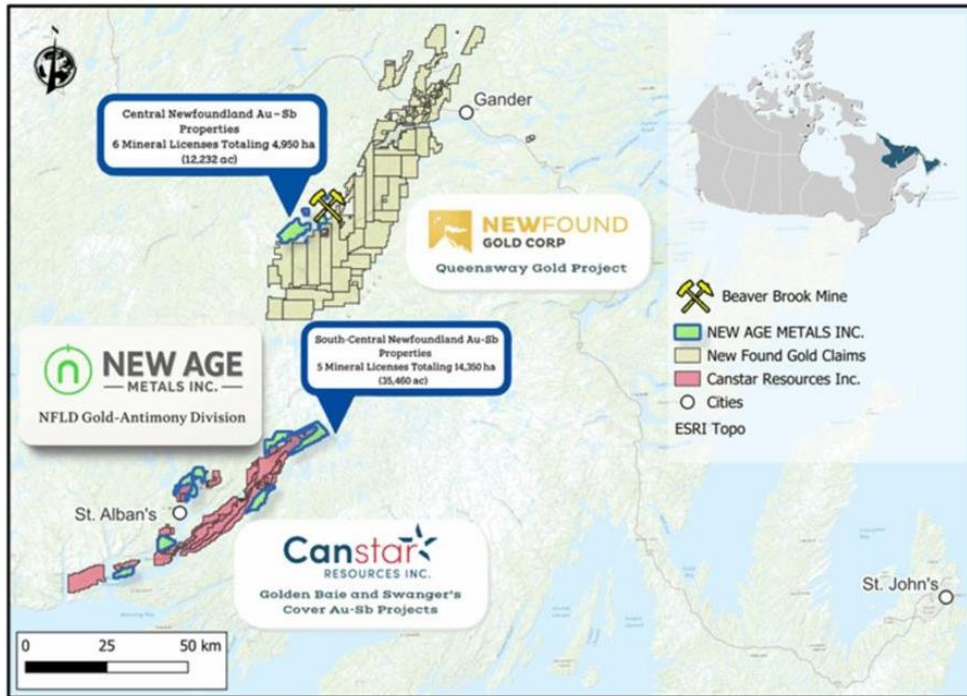 Central Newfoundland Au–Sb
Properties
6 Mineral Licenses Totaling 4,950 ha
(12,232 ac)
Gander
NEWFOUND
GOLD CORP
Queensway Gold Project
Beaver Brook Mine
NEW AGE METALS INC.
New Found Gold Claims
Canstar Resources Inc.
Cities
ESRI Topo
South-Central Newfoundland Au-Sb
Properties
5 Mineral Licenses Totaling 14,350 ha
(35,460 ac)
NEW AGE
METALS INC.
NFLD Gold-Antimony Division
St. Alban's
Canstar
RESOURCES INC.
Golden Baie and Swanger's
Cover Au-Sb Projects
St. John's
0 25 50 km